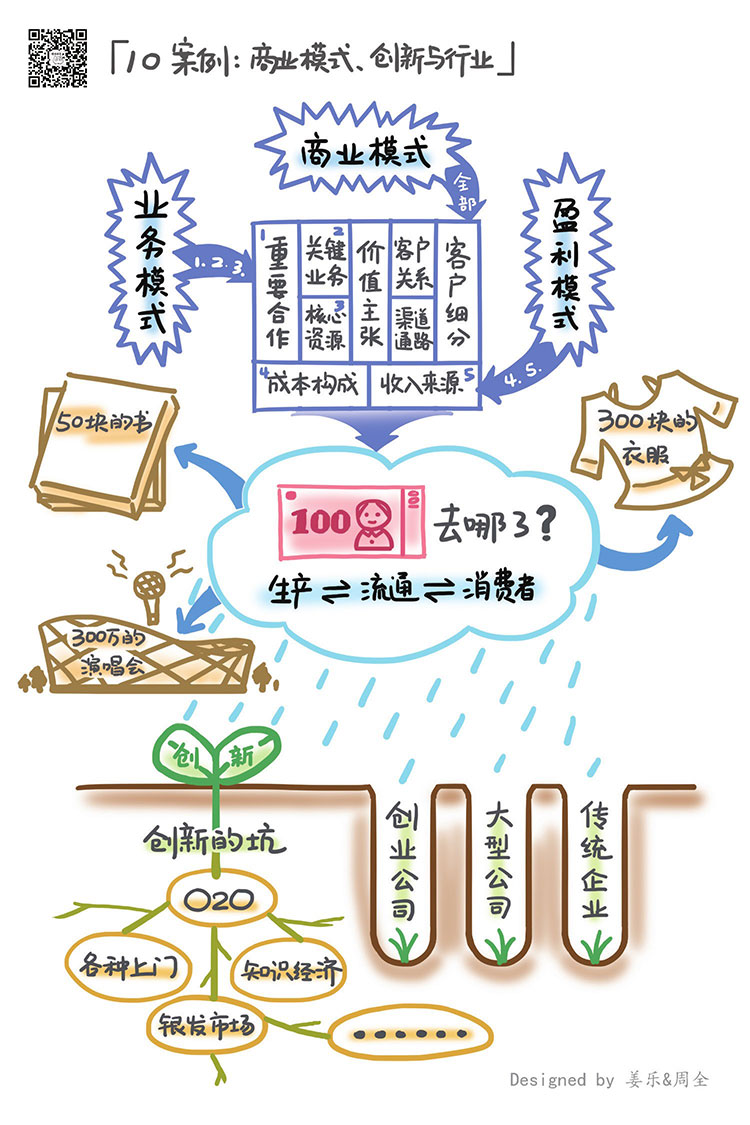 「10 案例：商业模式、创新与行业」
商业模式
全部
业务模式
1.2.3.
盈利模式
4.5.
1
重要合作
2
关键
业务
3
核心
资源
价值主张
客户
关系
渠道
通路
客户细分
4
成本构成
收入来源
5
50块的书
300块的
衣服
100
100
去哪了?
生产⇌流通⇌消费者
300万的
演唱会
创新
创新的坑
O2O
各种上门
知识经济
银发市场
••••••
创业公司
大型公司
传统企业
Designed by 姜乐&周全